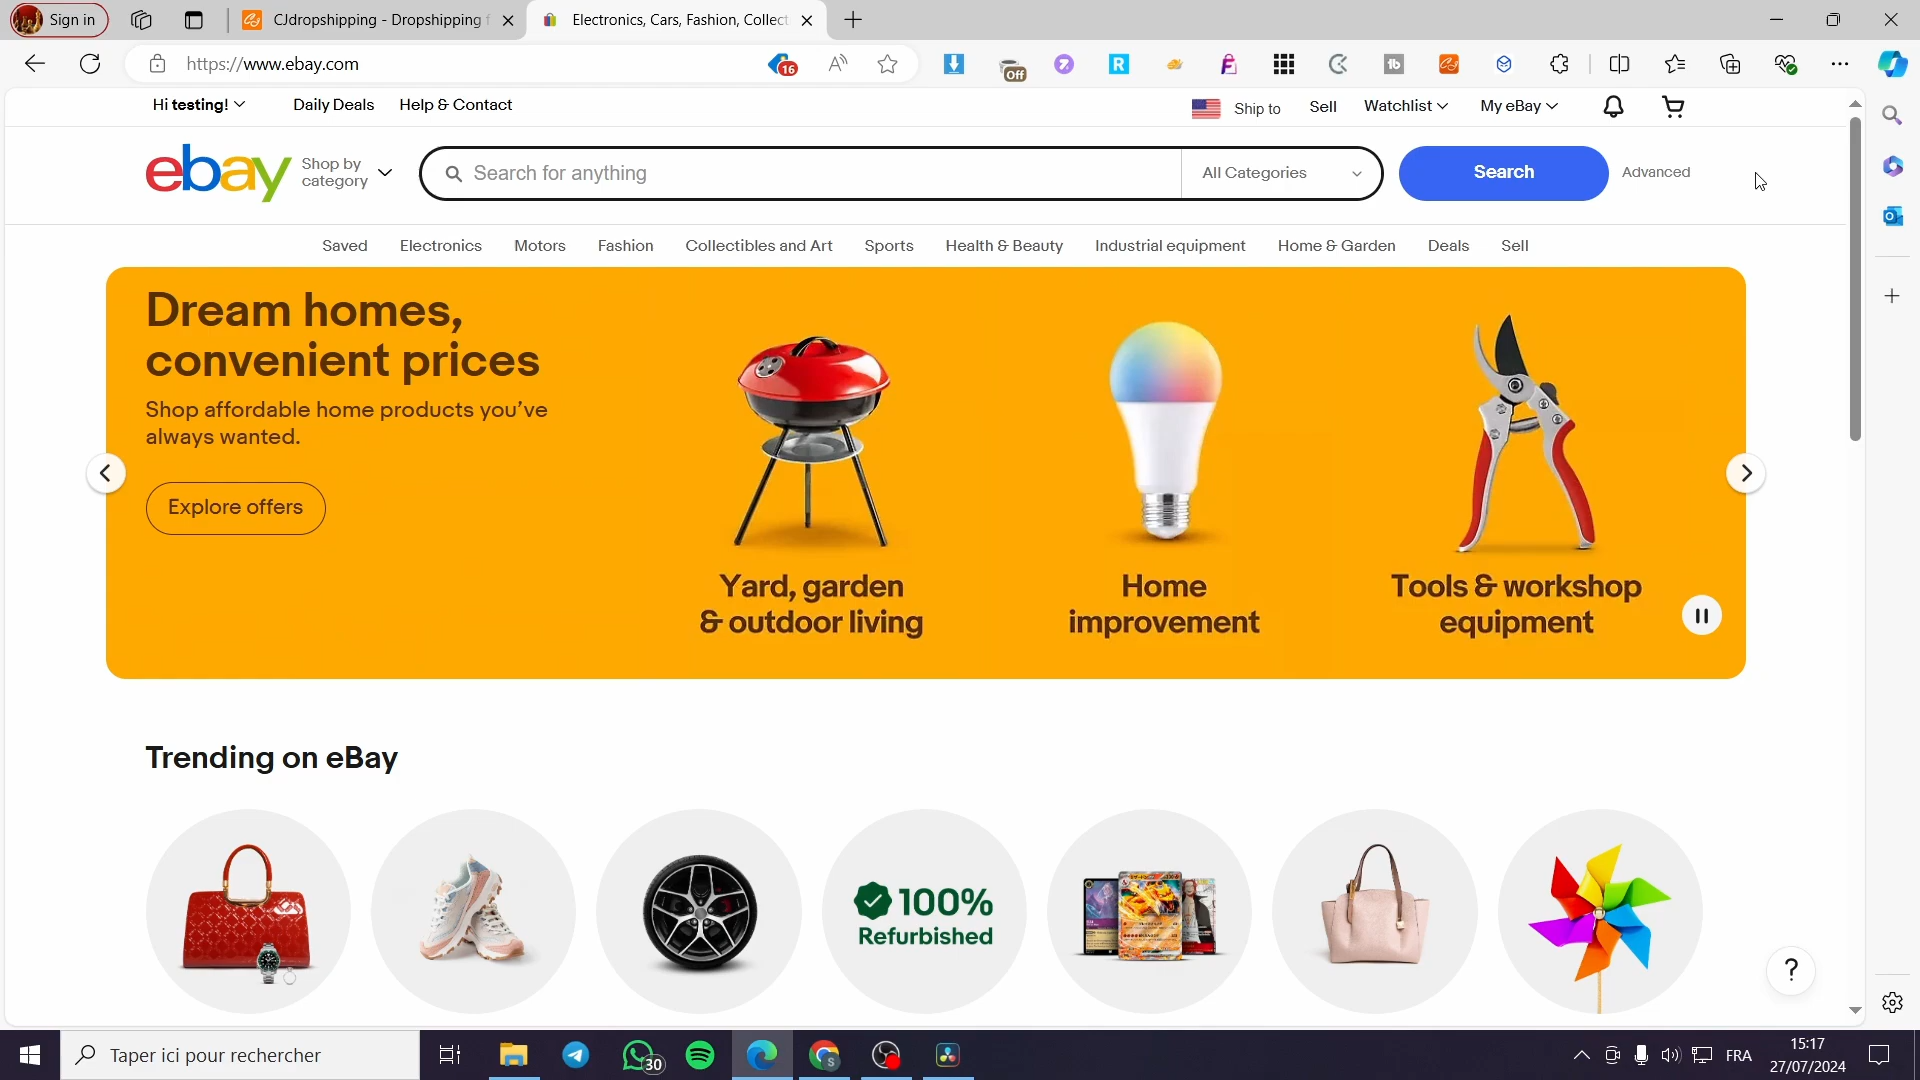 Sign in
CJdropshipping - Dropshipping f
Electronics, Cars, Fashion, Collect
https://www.ebay.com
16
Off
R
tb
CJ
Hi testing!
Daily Deals
Help & Contact
Ship to
Sell
Watchlist
My eBay
ebay
Shop by
category
Search for anything
All Categories
Search
Advanced
Saved
Electronics
Motors
Fashion
Collectibles and Art
Sports
Health & Beauty
Industrial equipment
Home & Garden
Deals
Sell
Dream homes,
convenient prices
Shop affordable home products you've
always wanted.
Explore offers
Yard, garden
& outdoor living
Home
improvement
Tools & workshop
equipment
Trending on eBay
100%
Refurbished
?
Taper ici pour rechercher
30
S
FRA
15:17
27/07/2024